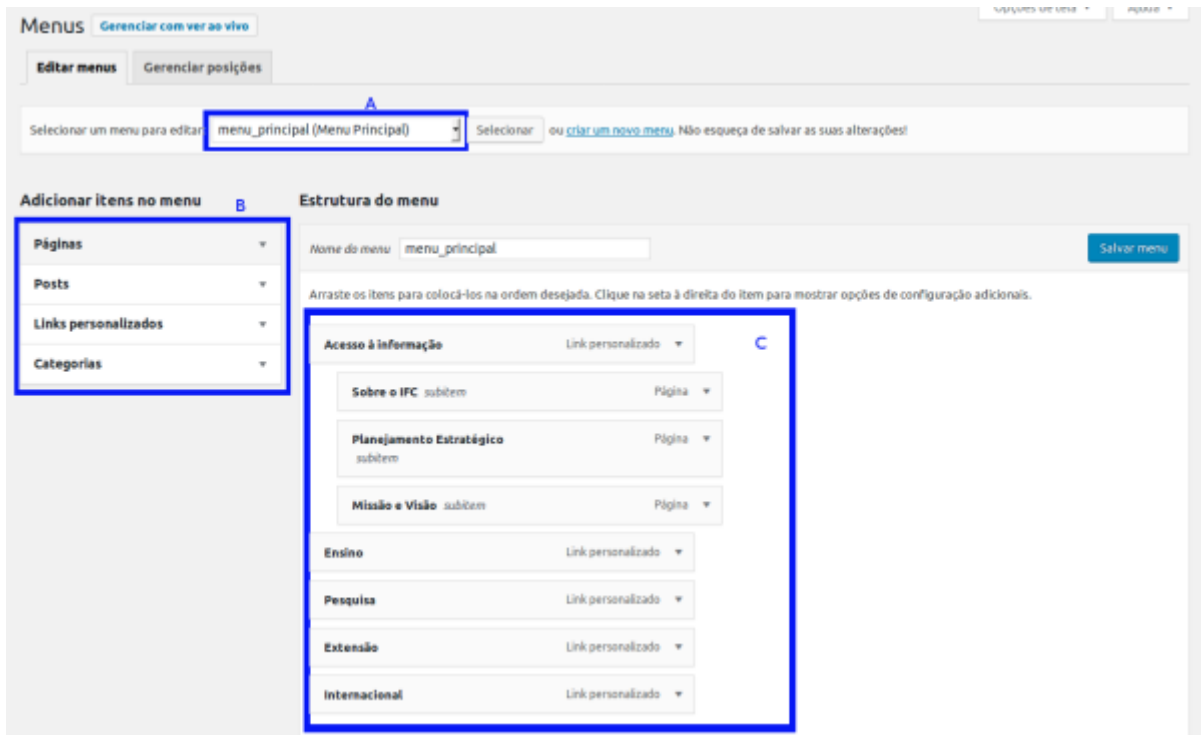 Opções de tela Ajuda
Menus Gerenciar com ver ao vivo
Editar menus Gerenciar posições
A
Selecionar um menu para editar menu_principal (Menu Principal) Selecionar ou criar um novo menu. Não esqueça de salvar as suas alterações!
Adicionar itens no menu B
Estrutura do menu
Páginas
Posts
Links personalizados
Categorias
Nome do menu menu_principal Salvar menu
Arraste os itens para colocá-los na ordem desejada. Clique na seta à direita do item para mostrar opções de configuração adicionais.
C
Acesso à informação Link personalizado
Sobre o IFC subitem Página
Planejamento Estratégico Página
subitem
Missão e Visão subitem Página
Ensino Link personalizado
Pesquisa Link personalizado
Extensão Link personalizado
Internacional Link personalizado